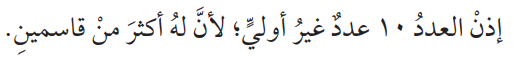 إذنْ العددُ ١٠ عددٌ غيرُ أوليٍّ؛ لأنَّ لهُ أكثرَ منْ قاسمينِ.